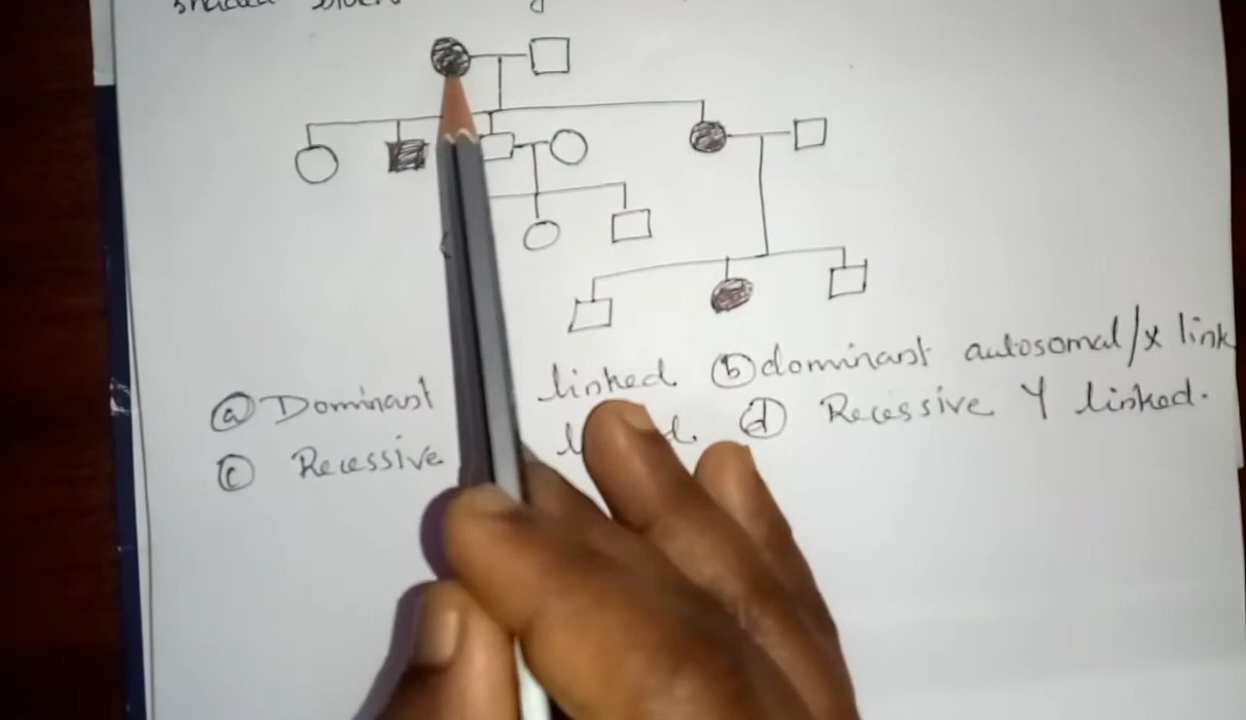 ⓐ Dominant linked ⓑ dominant autosomal/x link
ⓒ Recessive ⓓ Recessive Y linked.